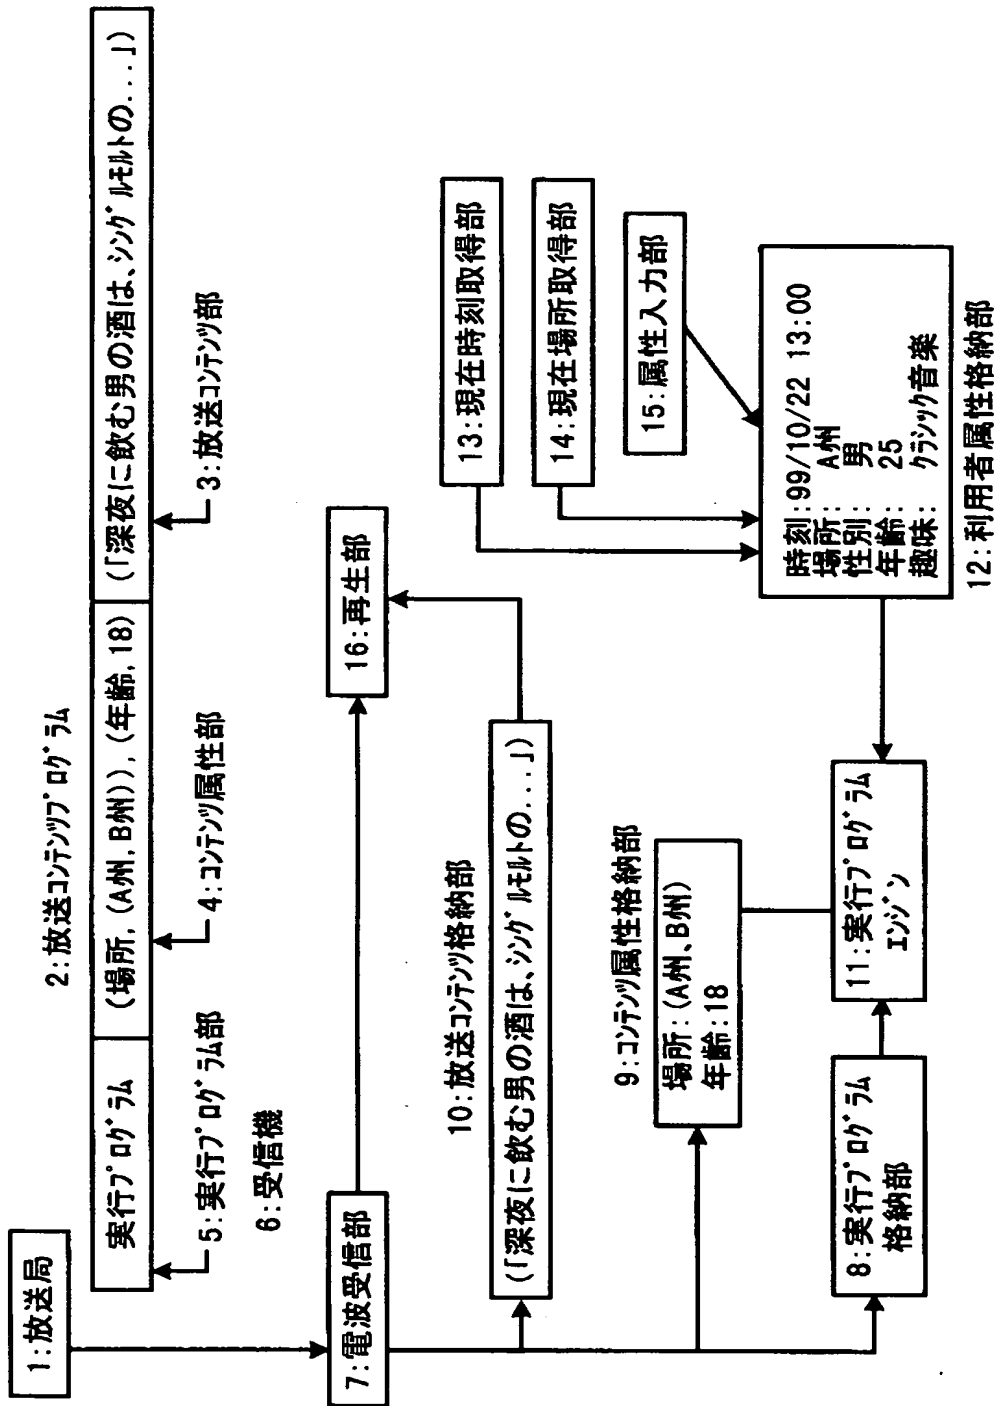 1:放送局
2:放送コンテンツプログラム
実行プログラム
(場所, (A州, B州)), (年齢, 18)
(「深夜に飲む男の酒は、シングルモルトの....」)
5:実行プログラム部
4:コンテンツ属性部
3:放送コンテンツ部
6:受信機
7:電波受信部
16:再生部
10:放送コンテンツ格納部
(「深夜に飲む男の酒は、シングルモルトの....」)
13:現在時刻取得部
14:現在場所取得部
15:属性入力部
9:コンテンツ属性格納部
場所:(A州、B州)
年齢:18
8:実行プログラム
格納部
11:実行プログラム
エンジン
時刻:99/10/22 13:00
場所: A州
性別: 男
年齢: 25
趣味: クラシック音楽
12:利用者属性格納部